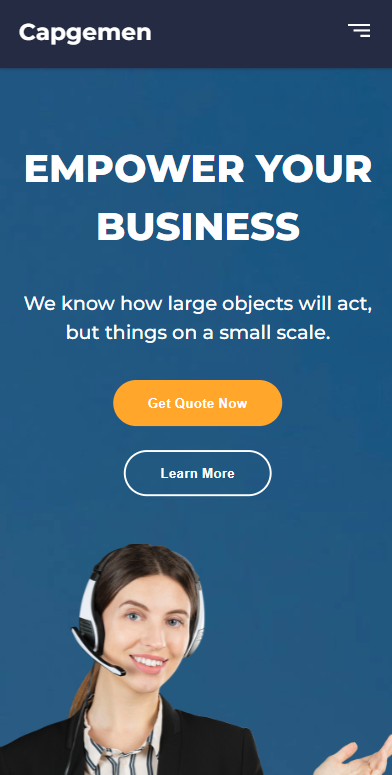 Capgemen
EMPOWER YOUR
BUSINESS
We know how large objects will act,
but things on a small scale.
Get Quote Now
Learn More